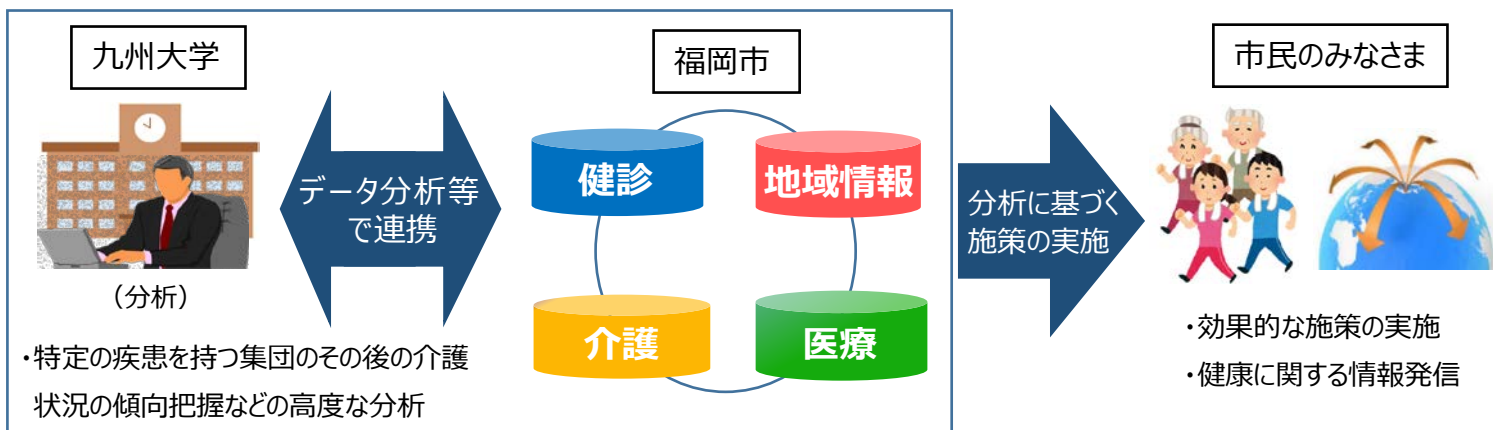 九州大学
(分析)
・特定の疾患を持つ集団のその後の介護
状況の傾向把握などの高度な分析
データ分析等
で連携
福岡市
健診
地域情報
介護
医療
分析に基づく
施策の実施
市民のみなさま
・効果的な施策の実施
・健康に関する情報発信